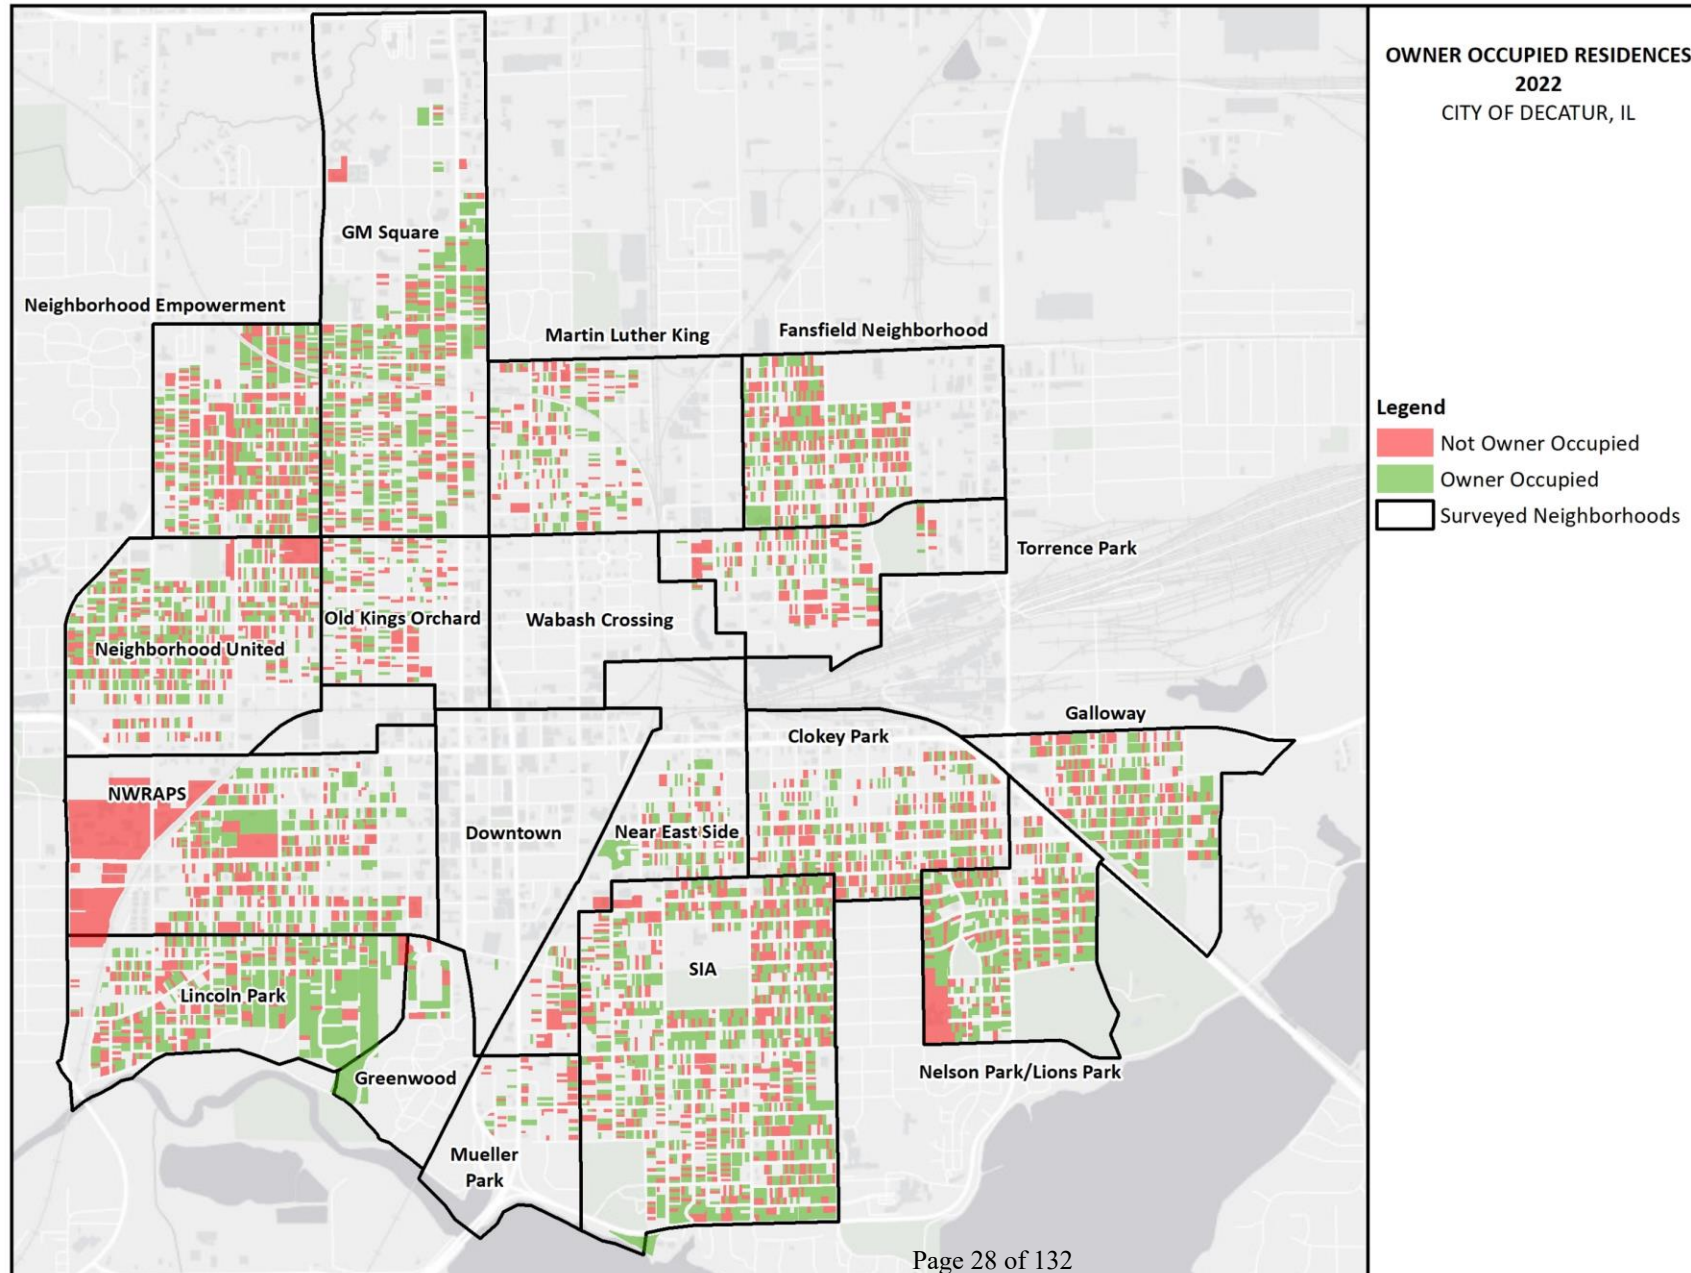 OWNER OCCUPIED RESIDENCES
2022
CITY OF DECATUR, IL
GM Square
Neighborhood Empowerment
Martin Luther King
Fansfield Neighborhood
Legend
Not Owner Occupied
Owner Occupied
Surveyed Neighborhoods
Torrence Park
Old Kings Orchard
Wabash Crossing
Neighborhood United
Galloway
Clokey Park
NWRAPS
Downtown
Near East Side
SIA
Lincoln Park
Greenwood
Nelson Park/Lions Park
Mueller
Park
Page 28 of 132